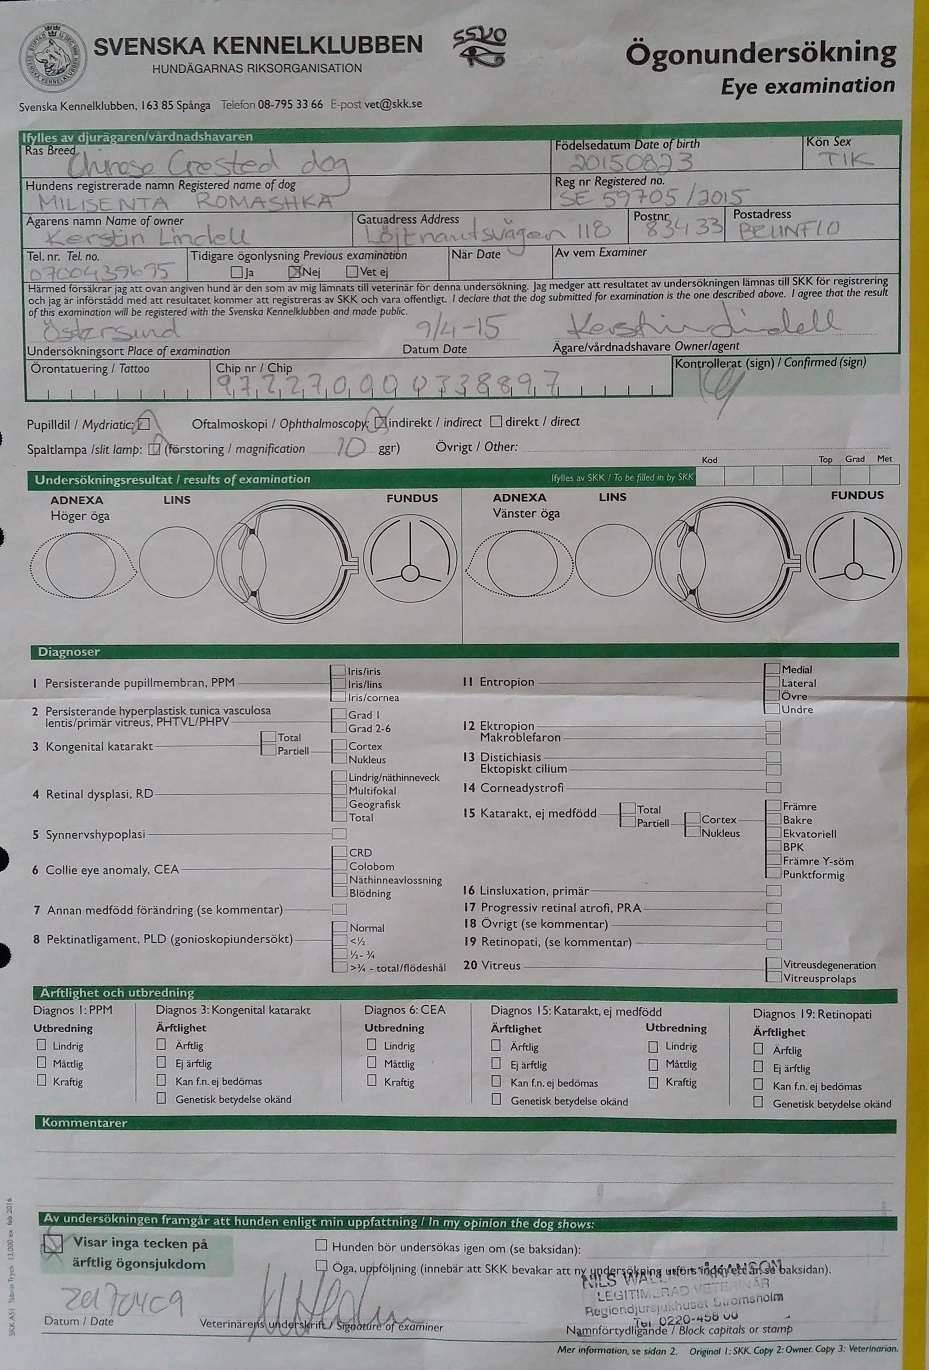 SVENSKA KENNELKLUBBEN
HUNDÄGARNAS RIKSORGANISATION
SSVO
Ögonundersökning
Eye examination
Svenska Kennelklubben, 163 85 Spånga Telefon 08-795 33 66 E-post vet@skk.se
Ifylles av djurägaren/vårdnadshavaren
Ras Breed Chinese Crested dog
Födelsedatum Date of birth 20150823
Kön Sex TIK
Hundens registrerade namn Registered name of dog
MILISENTA ROMASHKA
Reg nr Registered no.
SE 59705/2015
Ägarens namn Name of owner Kerstin Lindell
Gatuadress Address Löjtnantsvägen 118
Postnr 83433
Postadress
Tel. nr. Tel. no. 0700439695
Tidigare ögonlysning Previous examination
Ja Nej Vet ej
När Date
Av vem Examiner
Härmed försäkrar jag att ovan angiven hund är den som av mig lämnats till veterinär för denna undersökning. Jag medger att resultatet av undersökningen lämnas till SKK för registrering
och jag är införstådd med att resultatet kommer att registreras av SKK och vara offentligt. I declare that the dog submitted for examination is the one described above. I agree that the result
of this examination will be registered with the Svenska Kennelklubben and made public.
Östersund 9/4-15 Kerstin Lindell
Undersökningsort Place of examination Datum Date Ägare/vårdnadshavare Owner/agent
Örontatuering / Tattoo
Chip nr / Chip
972270000338897
Kontrollerat (sign) / Confirmed (sign)
Pupilldil / Mydriatic: Oftalmoskopi / Ophthalmoscopy: indirekt / indirect direkt / direct
Spaltlampa /slit lamp: (förstoring / magnification 10 ggr) Övrigt / Other:
Kod Top Grad Met
Undersökningsresultat / results of examination
Ifylles av SKK / To be filled in by SKK
ADNEXA LINS FUNDUS ADNEXA LINS FUNDUS
Höger öga Vänster öga
Diagnoser
1 Persisterande pupillmembran, PPM
Iris/iris
Iris/lins
Iris/cornea
2 Persisterande hyperplastisk tunica vasculosa
lentis/primär vitreus, PHTVL/PHPV
Grad 1
Grad 2-6
3 Kongenital katarakt
Total
Partiell
Cortex
Nukleus
4 Retinal dysplasi, RD
Lindrig/näthinneveck
Multifokal
Geografisk
Total
5 Synnervshypoplasi
6 Collie eye anomaly, CEA
CRD
Colobom
Näthinneavlossning
Blödning
7 Annan medfödd förändring (se kommentar)
8 Pektinatligament, PLD (gonioskopiundersökt)
Normal
<½
½- ¾
>¾ - total/flödeshål
11 Entropion
Medial
Lateral
Övre
Undre
12 Ektropion
Makroblefaron
13 Distichiasis
Ektopiskt cilium
14 Corneadystrofi
15 Katarakt, ej medfödd
Total
Partiell
Cortex
Nukleus
Främre
Bakre
Ekvatoriell
BPK
Främre Y-söm
Punktformig
16 Linsluxation, primär
17 Progressiv retinal atrofi, PRA
18 Övrigt (se kommentar)
19 Retinopati, (se kommentar)
20 Vitreus
Vitreusdegeneration
Vitreusprolaps
Ärftlighet och utbredning
Diagnos 1: PPM
Utbredning
Lindrig
Måttlig
Kraftig
Diagnos 3: Kongenital katarakt
Ärftlighet
Ärftlig
Ej ärftlig
Kan f.n. ej bedömas
Genetisk betydelse okänd
Diagnos 6: CEA
Utbredning
Lindrig
Måttlig
Kraftig
Diagnos 15: Katarakt, ej medfödd
Ärftlighet
Ärftlig
Ej ärftlig
Kan f.n. ej bedömas
Genetisk betydelse okänd
Utbredning
Lindrig
Måttlig
Kraftig
Diagnos 19: Retinopati
Ärftlighet
Ärftlig
Ej ärftlig
Kan f.n. ej bedömas
Genetisk betydelse okänd
Kommentarer
Av undersökningen framgår att hunden enligt min uppfattning / In my opinion the dog shows:
Visar inga tecken på
ärftlig ögonsjukdom
Hunden bör undersökas igen om (se baksidan):
Öga, uppföljning (innebär att SKK bevakar att ny undersökning utförs inom ett år, se baksidan).
20170409
Datum / Date
Veterinärens underskrift / Signature of examiner
NILS
LEGITIMERAD VETERINÄR
Regiondjursjukhuset Strömsholm
Tel 0220-45
Namnförtydligande / Block capitals or stamp
Mer information, se sidan 2. Original 1: SKK. Copy 2: Owner. Copy 3: Veterinarian.